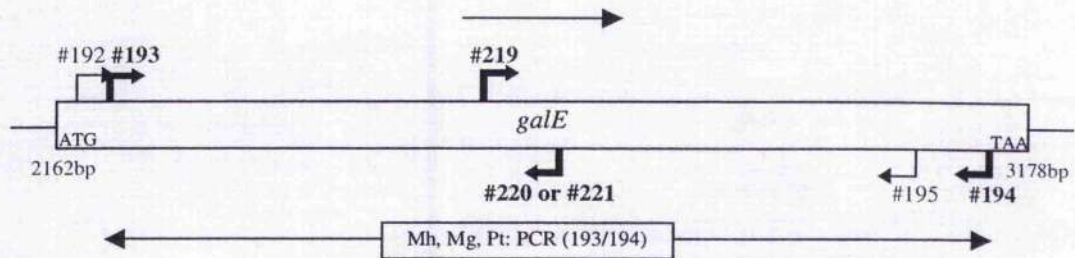 #192 #193
#219
galE
ATG
TAA
2162bp
3178bp
#220 or #221
#195
#194
Mh, Mg, Pt: PCR (193/194)